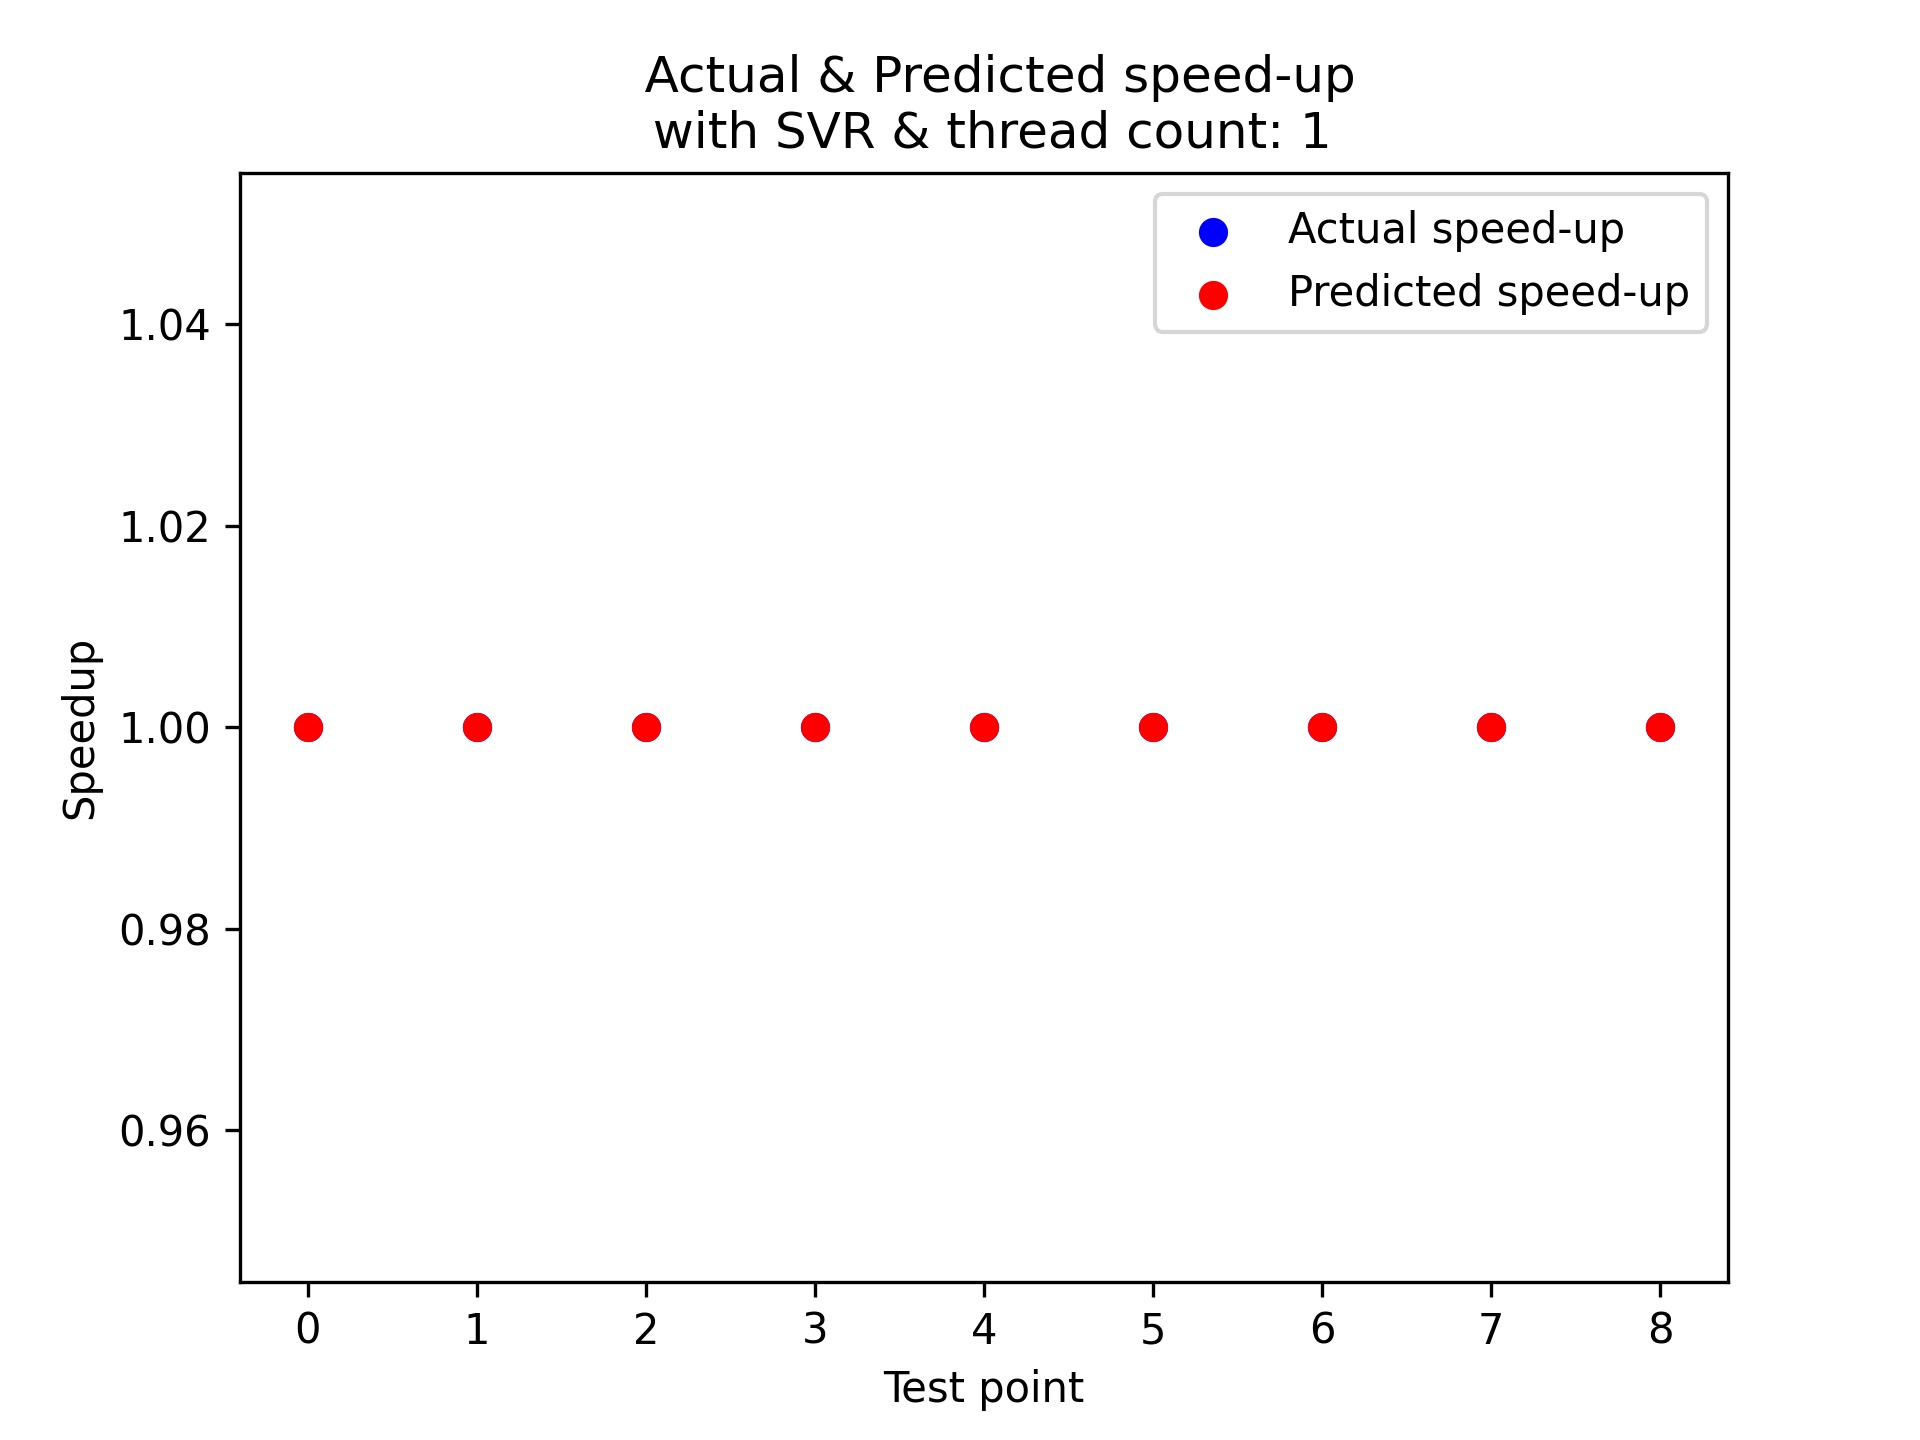 Actual & Predicted speed-up
with SVR & thread count: 1
Actual speed-up
Predicted speed-up
1.04
1.02
1.00
0.98
0.96
Speedup
0 1 2 3 4 5 6 7 8
Test point